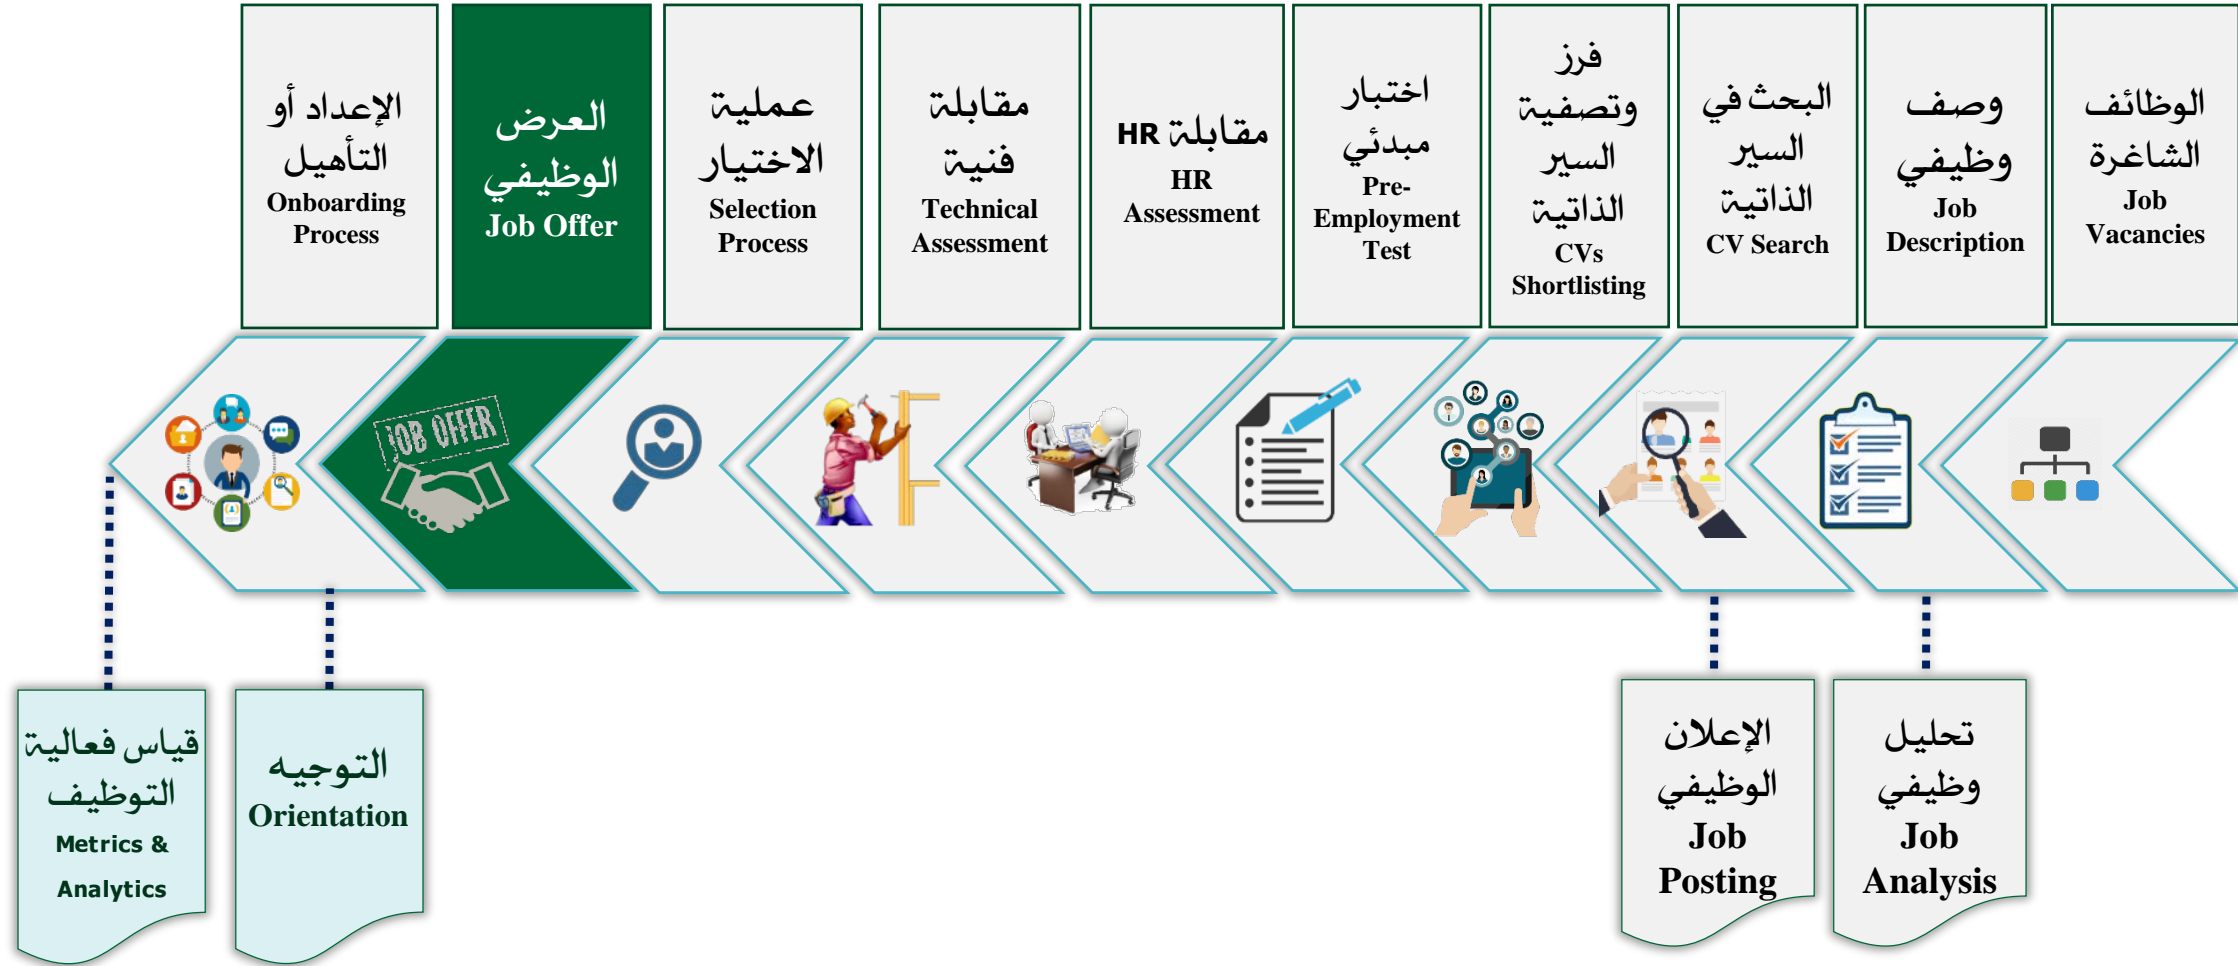 الوظائف
الشاغرة
Job
Vacancies
وصف
وظيفي
Job
Description
البحث في
السير
الذاتية
CV Search
فرز
وتصفية
السير
الذاتية
CVs
Shortlisting
اختبار
مبدئي
Pre-
Employment
Test
مقابلة HR
HR
Assessment
مقابلة
فنية
Technical
Assessment
عملية
الاختيار
Selection
Process
العرض
الوظيفي
Job Offer
الإعداد أو
التأهيل
Onboarding
Process
JOB OFFER
تحليل
وظيفي
Job
Analysis
الإعلان
الوظيفي
Job
Posting
التوجيه
Orientation
قياس فعالية
التوظيف
Metrics &
Analytics